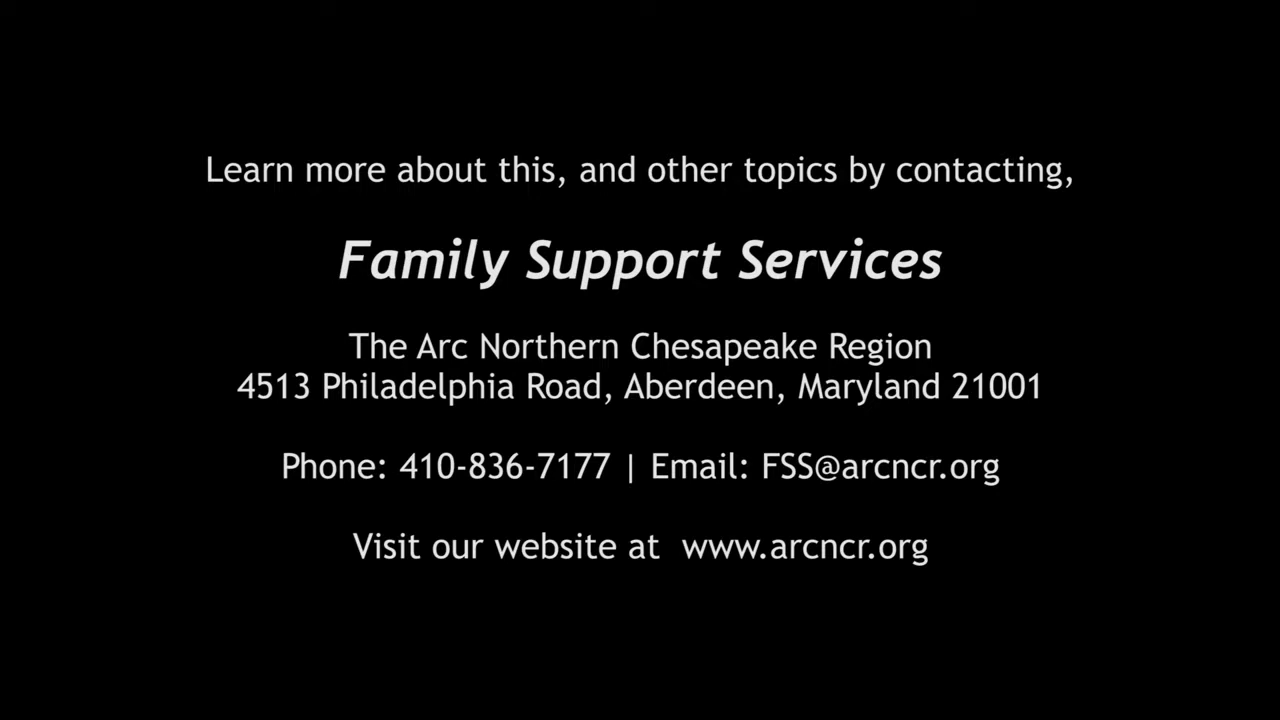 Learn more about this, and other topics by contacting,
Family Support Services
The Arc Northern Chesapeake Region
4513 Philadelphia Road, Aberdeen, Maryland 21001
Phone: 410-836-7177 | Email: FSS@arcncr.org
Visit our website at  www.arcncr.org